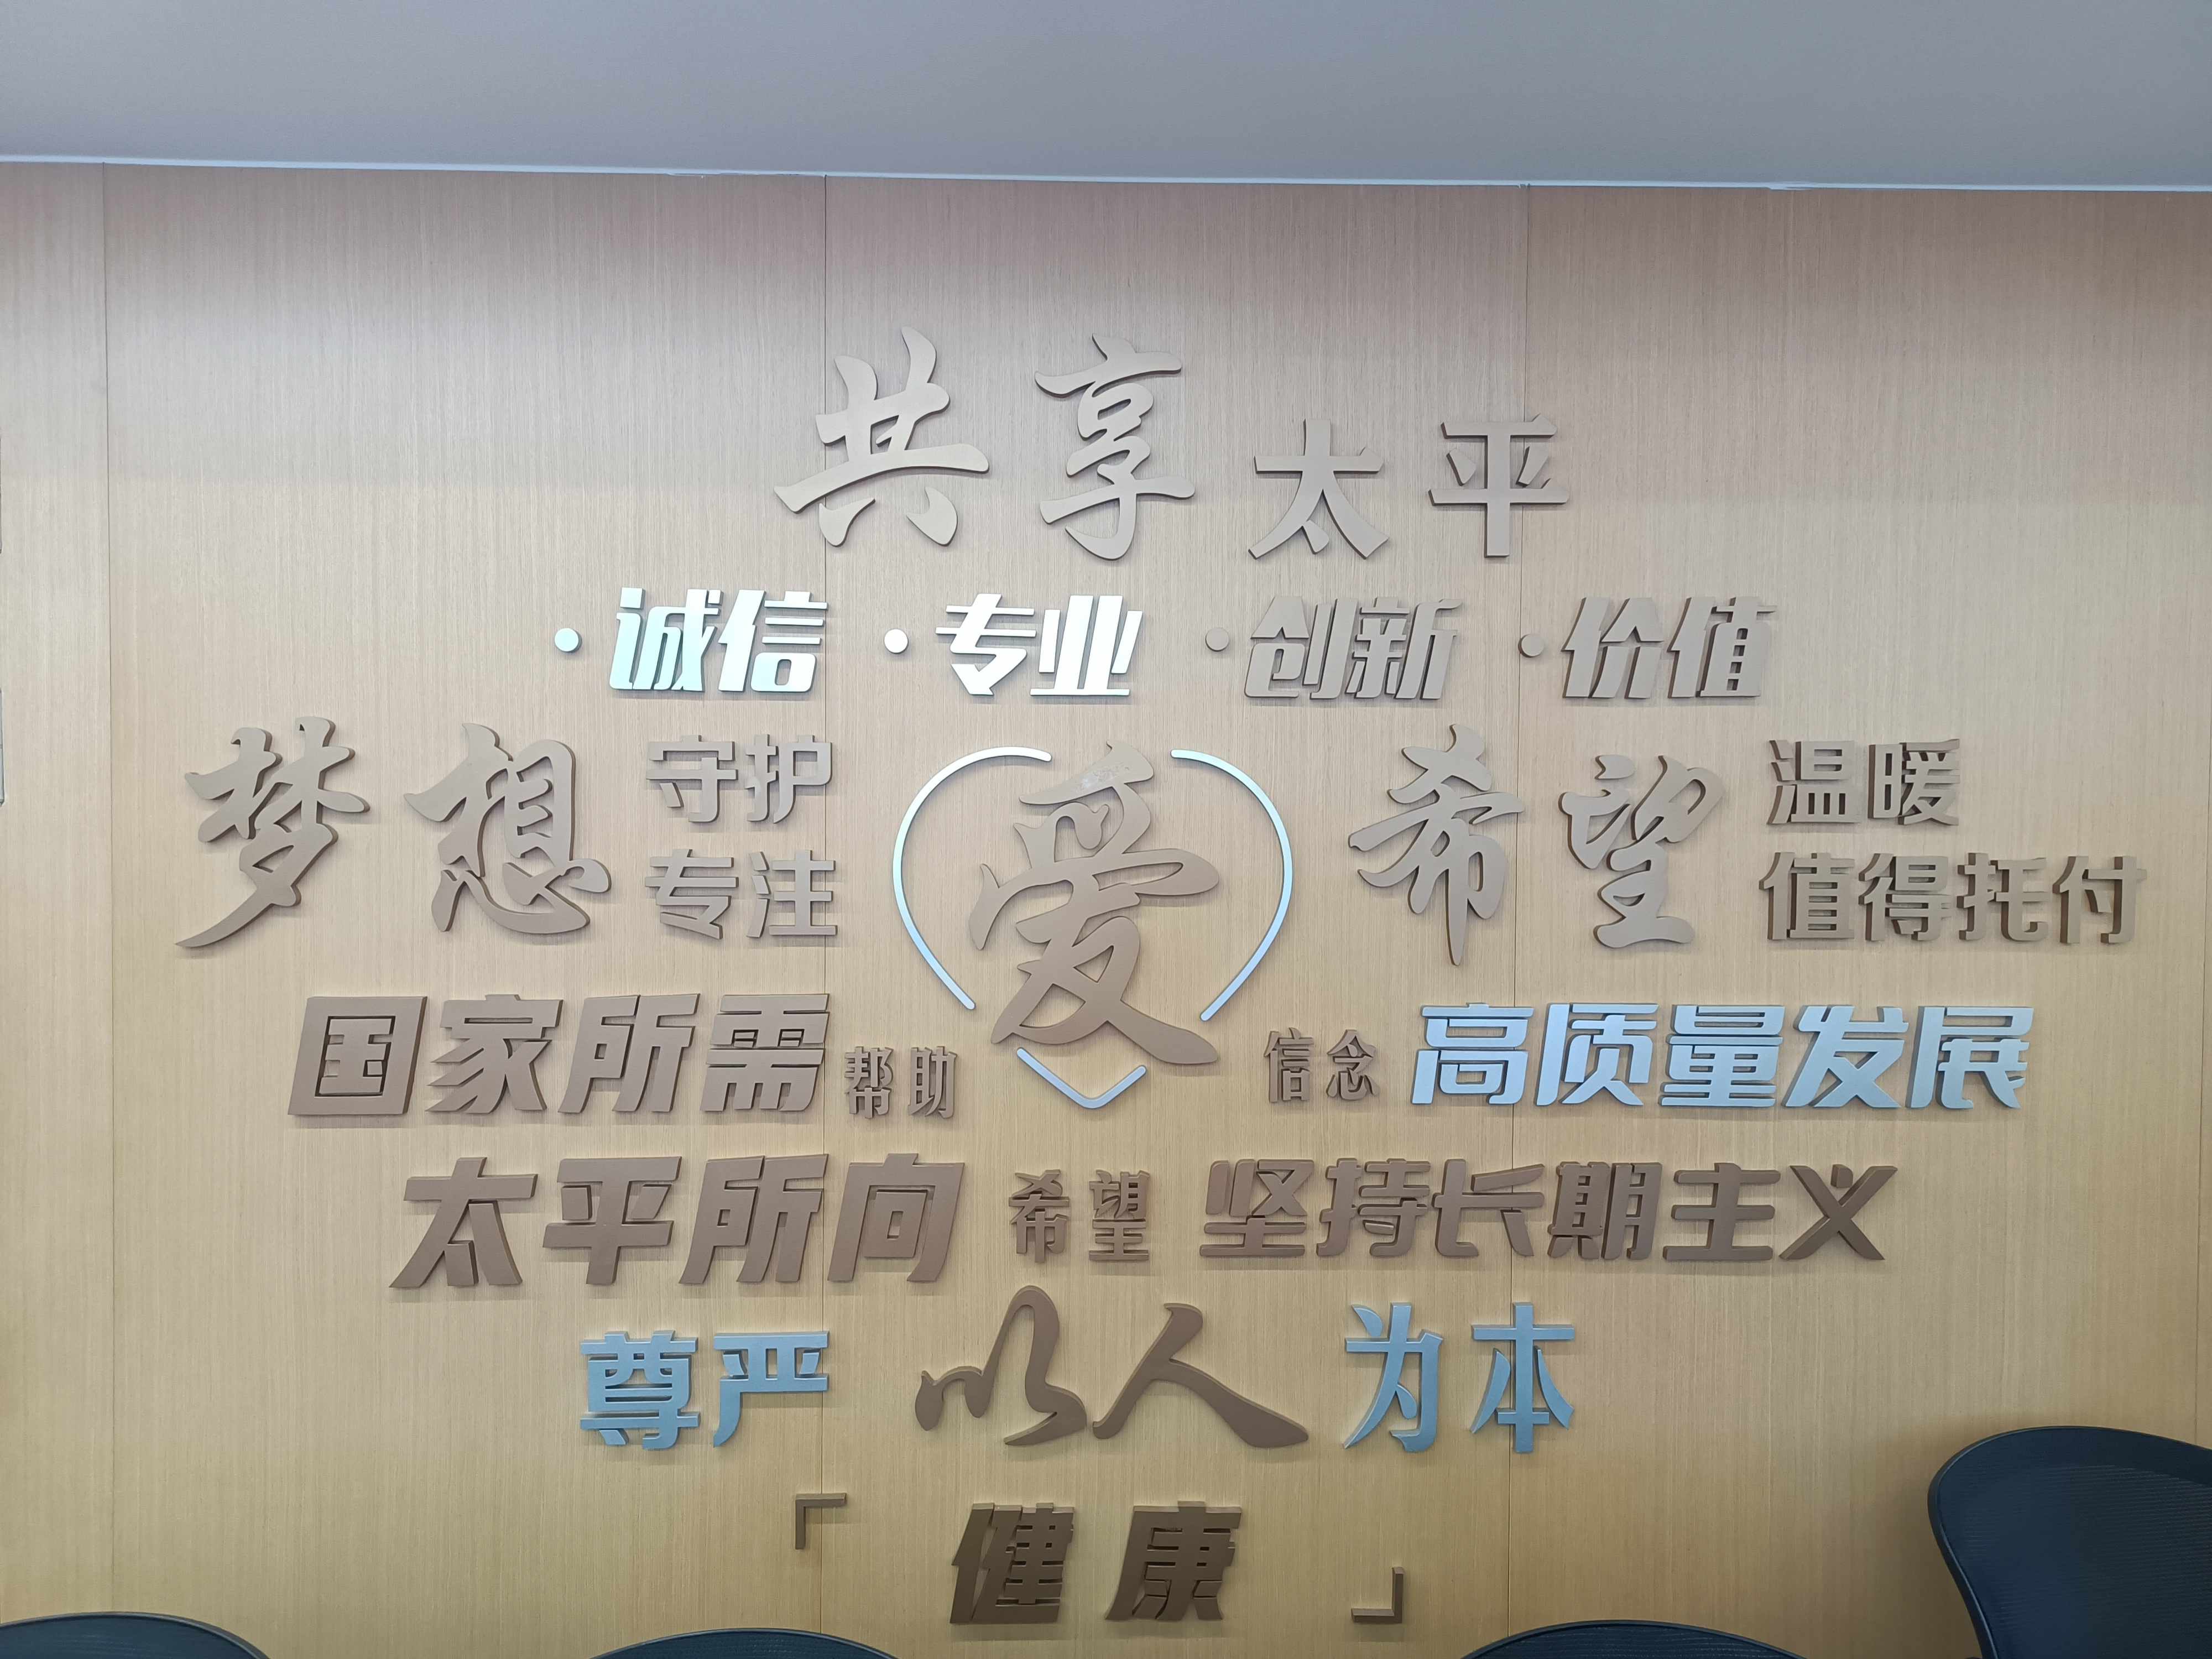 共享太平
·诚信·专业·创新·价值
梦想 守护 爱 希望 温暖
专注 值得托付
国家所需 帮助 信念 高质量发展
太平所向 希望 坚持长期主义
尊严 以人为本
「健康」